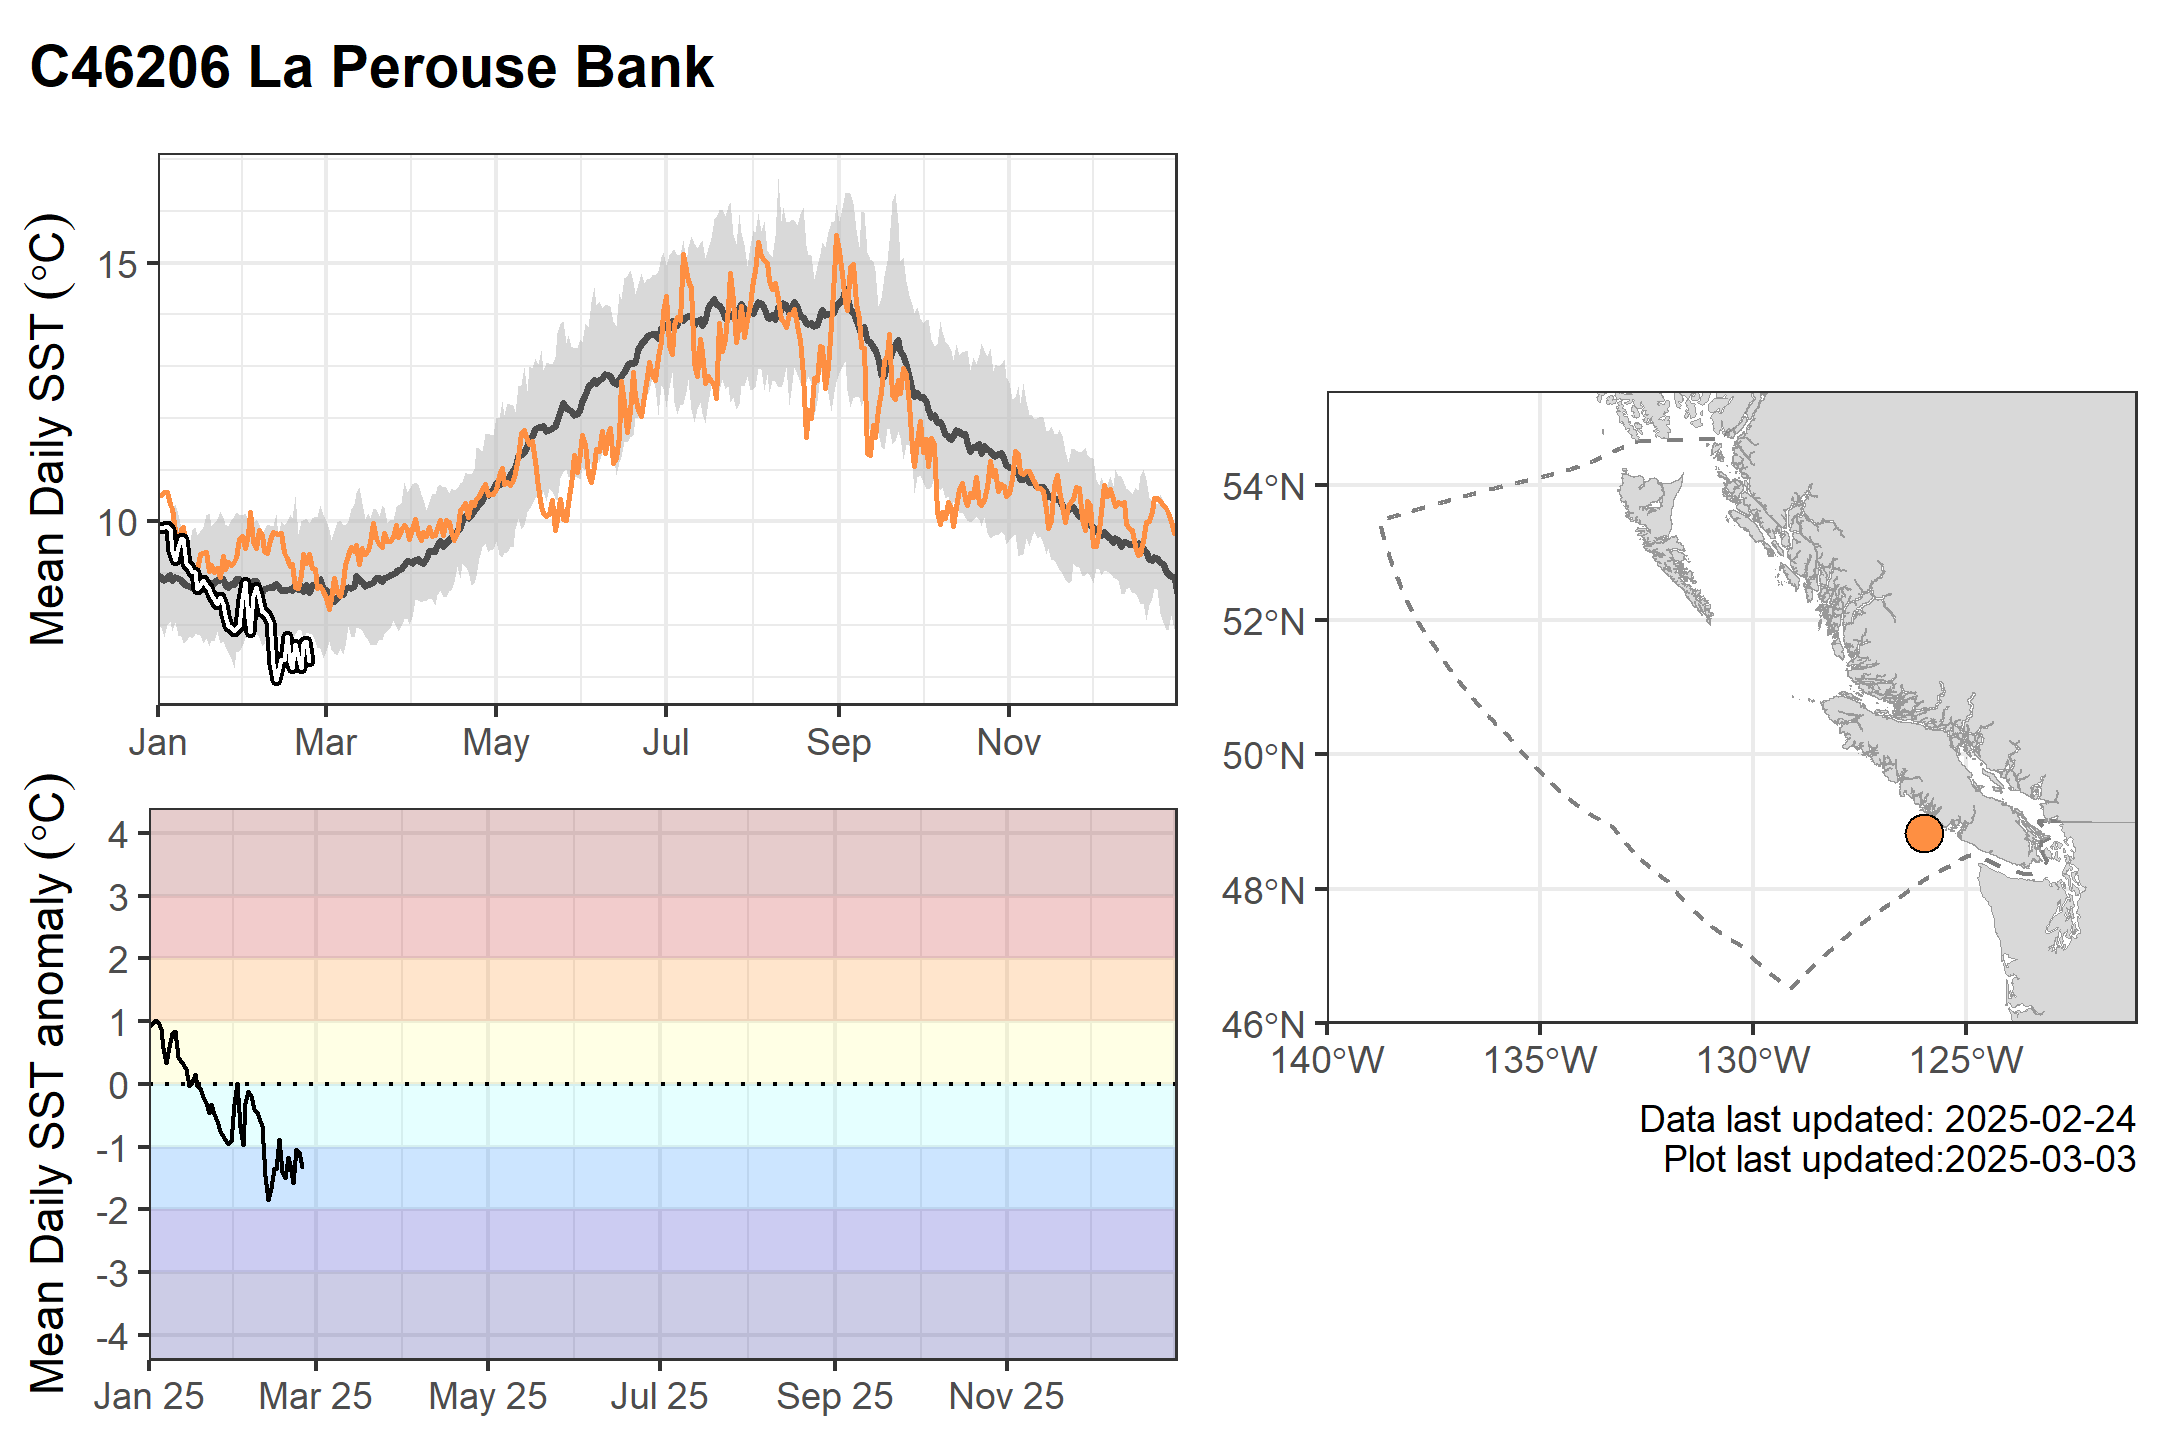 C46206 La Perouse Bank
Mean Daily SST (°C)
15
10
Jan Mar May Jul Sep Nov
Mean Daily SST anomaly (°C)
4
3
2
1
0
-1
-2
-3
-4
Jan 25 Mar 25 May 25 Jul 25 Sep 25 Nov 25
54°N
52°N
50°N
48°N
46°N
140°W 135°W 130°W 125°W
Data last updated: 2025-02-24
Plot last updated:2025-03-03